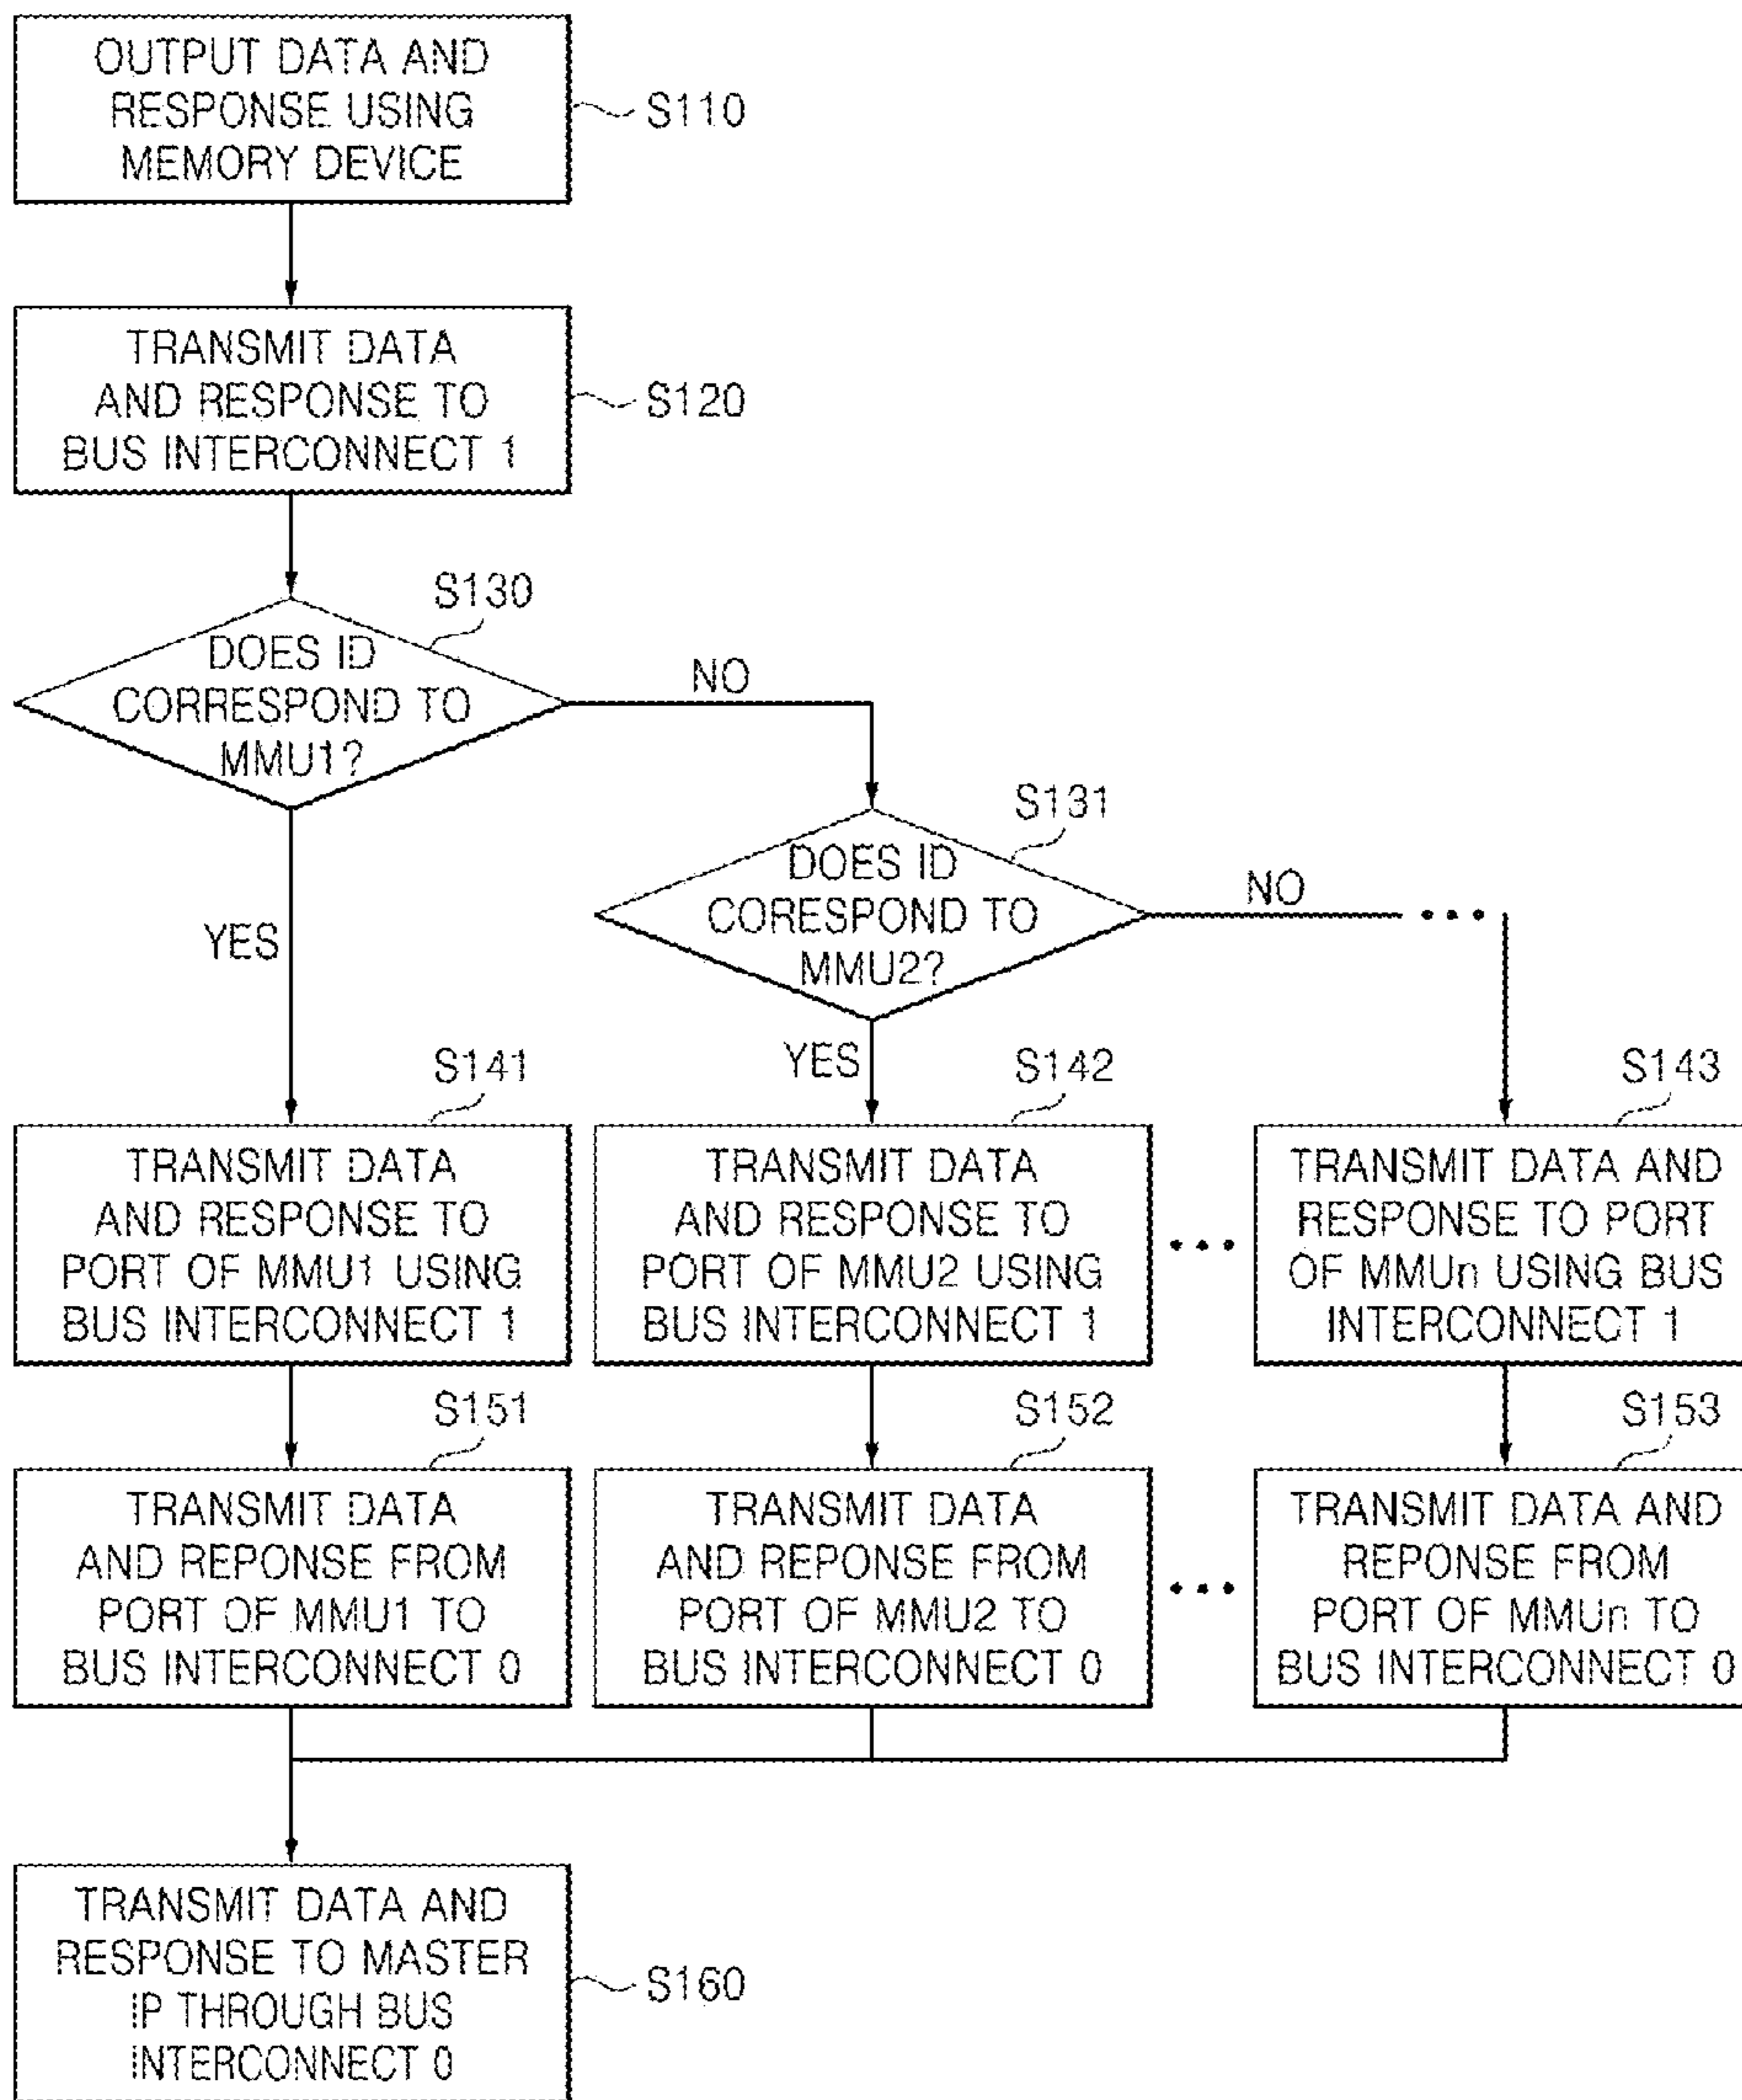 OUTPUT DATA AND
RESPONSE USING
MEMORY DEVICE
S110
TRANSMIT DATA
AND RESPONSE TO
BUS INTERCONNECT 1
S120
S130
DOES ID
CORRESPOND TO
MMU1?
NO
YES
S131
DOES ID
CORESPOND TO
MMU2?
NO
YES
S141
TRANSMIT DATA
AND RESPONSE TO
PORT OF MMU1 USING
BUS INTERCONNECT 1
S142
TRANSMIT DATA
AND RESPONSE TO
PORT OF MMU2 USING
BUS INTERCONNECT 1
S143
TRANSMIT DATA AND
RESPONSE TO PORT
OF MMUn USING BUS
INTERCONNECT 1
S151
TRANSMIT DATA
AND REPONSE FROM
PORT OF MMU1 TO
BUS INTERCONNECT 0
S152
TRANSMIT DATA
AND REPONSE FROM
PORT OF MMU2 TO
BUS INTERCONNECT 0
S153
TRANSMIT DATA AND
REPONSE FROM
PORT OF MMUn TO
BUS INTERCONNECT 0
TRANSMIT DATA AND
RESPONSE TO MASTER
IP THROUGH BUS
INTERCONNECT 0
S160